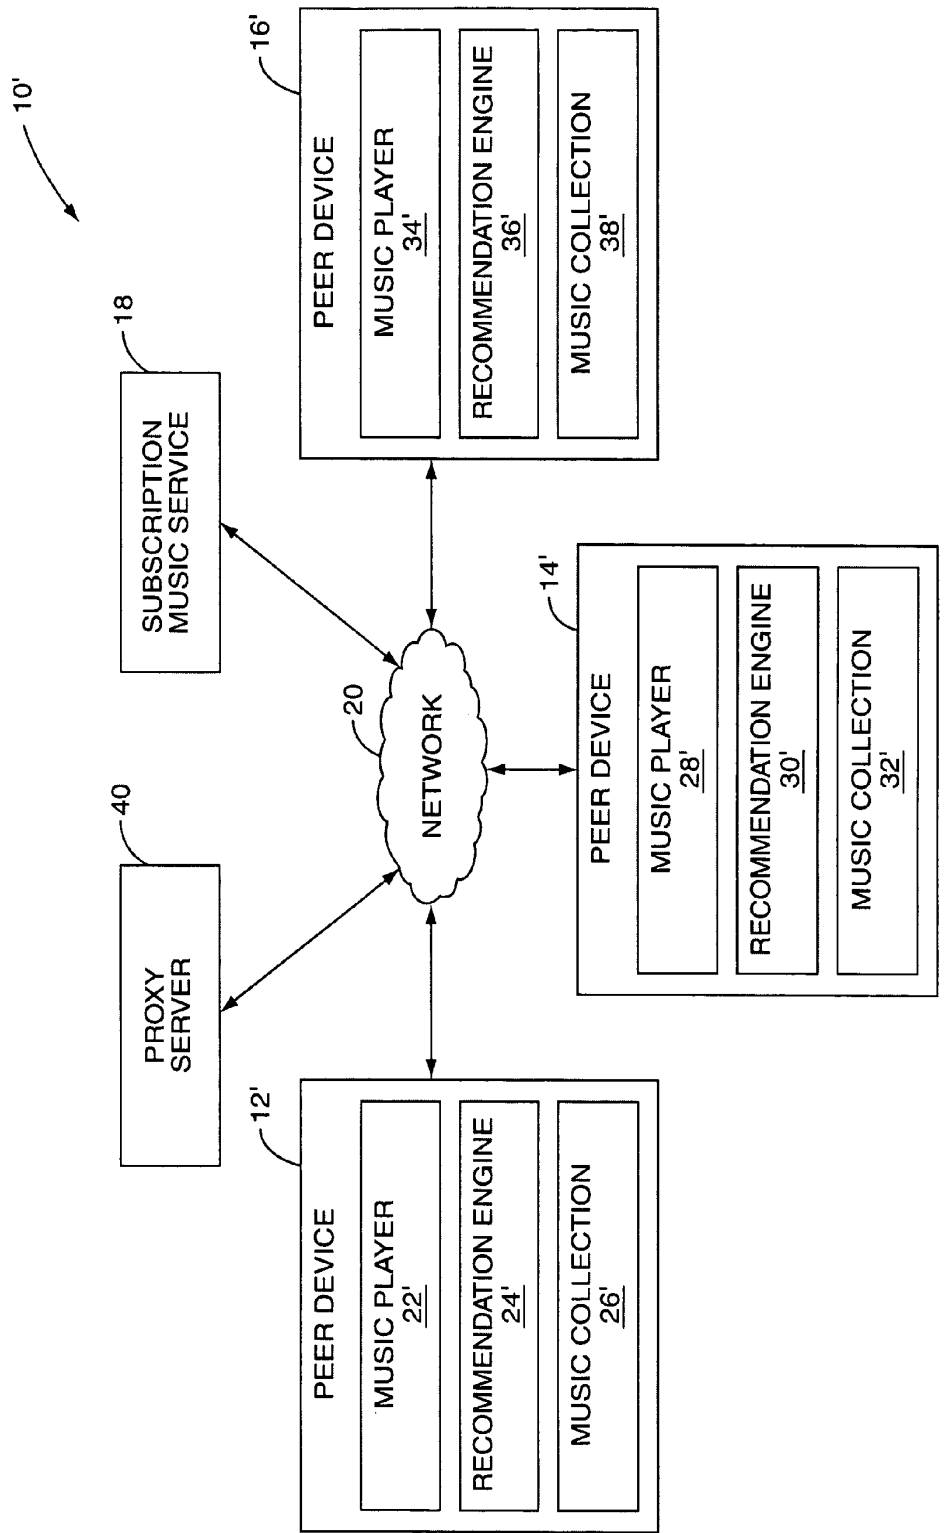 10'
PROXY
SERVER
40
SUBSCRIPTION
MUSIC SERVICE
18
NETWORK
20
PEER DEVICE
12'
MUSIC PLAYER
22'
RECOMMENDATION ENGINE
24'
MUSIC COLLECTION
26'
PEER DEVICE
14'
MUSIC PLAYER
28'
RECOMMENDATION ENGINE
30'
MUSIC COLLECTION
32'
PEER DEVICE
16'
MUSIC PLAYER
34'
RECOMMENDATION ENGINE
36'
MUSIC COLLECTION
38'